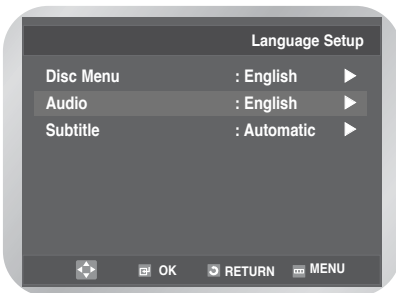 Language Setup
Disc Menu : English
Audio : English
Subtitle : Automatic
OK RETURN MENU